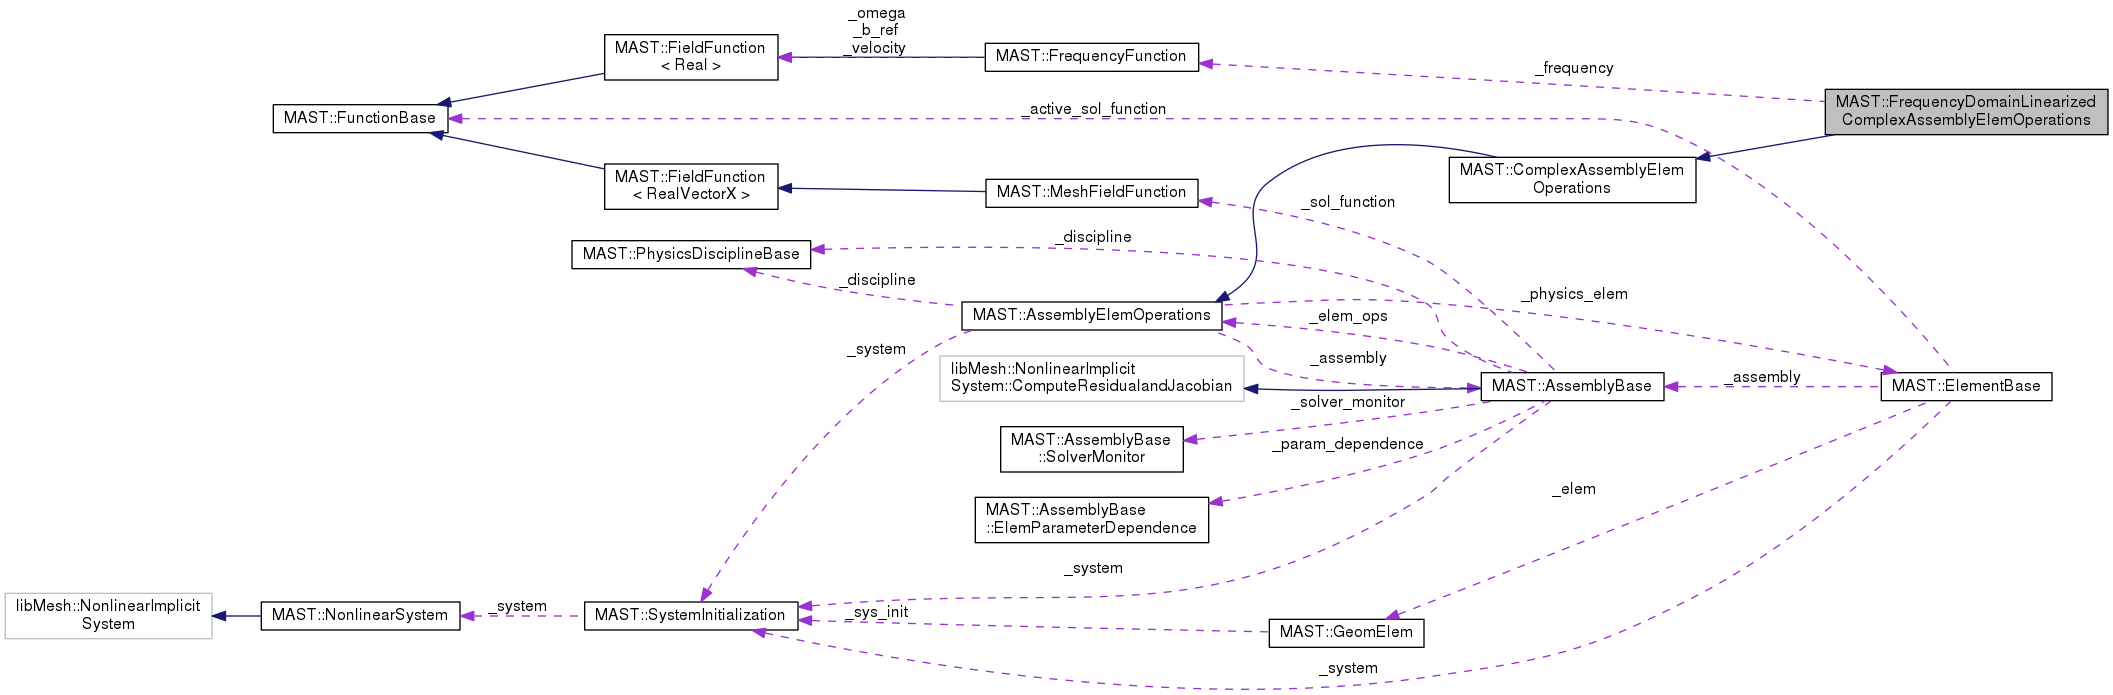 _omega
_b_ref
_velocity
MAST::FieldFunction
< Real >
MAST::FrequencyFunction
_frequency
MAST::FrequencyDomainLinearized
ComplexAssemblyElemOperations
MAST::FunctionBase
_active_sol_function
MAST::FieldFunction
< RealVectorX >
MAST::MeshFieldFunction
MAST::ComplexAssemblyElem
Operations
_sol_function
_discipline
MAST::PhysicsDisciplineBase
_discipline
_physics_elem
MAST::AssemblyElemOperations
_elem_ops
_system
_assembly
libMesh::NonlinearImplicit
System::ComputeResidualandJacobian
MAST::AssemblyBase
_assembly
MAST::ElementBase
_solver_monitor
MAST::AssemblyBase
::SolverMonitor
_param_dependence
_elem
MAST::AssemblyBase
::ElemParameterDependence
_system
libMesh::NonlinearImplicit
System
MAST::NonlinearSystem
_system
MAST::SystemInitialization
_sys_init
MAST::GeomElem
_system